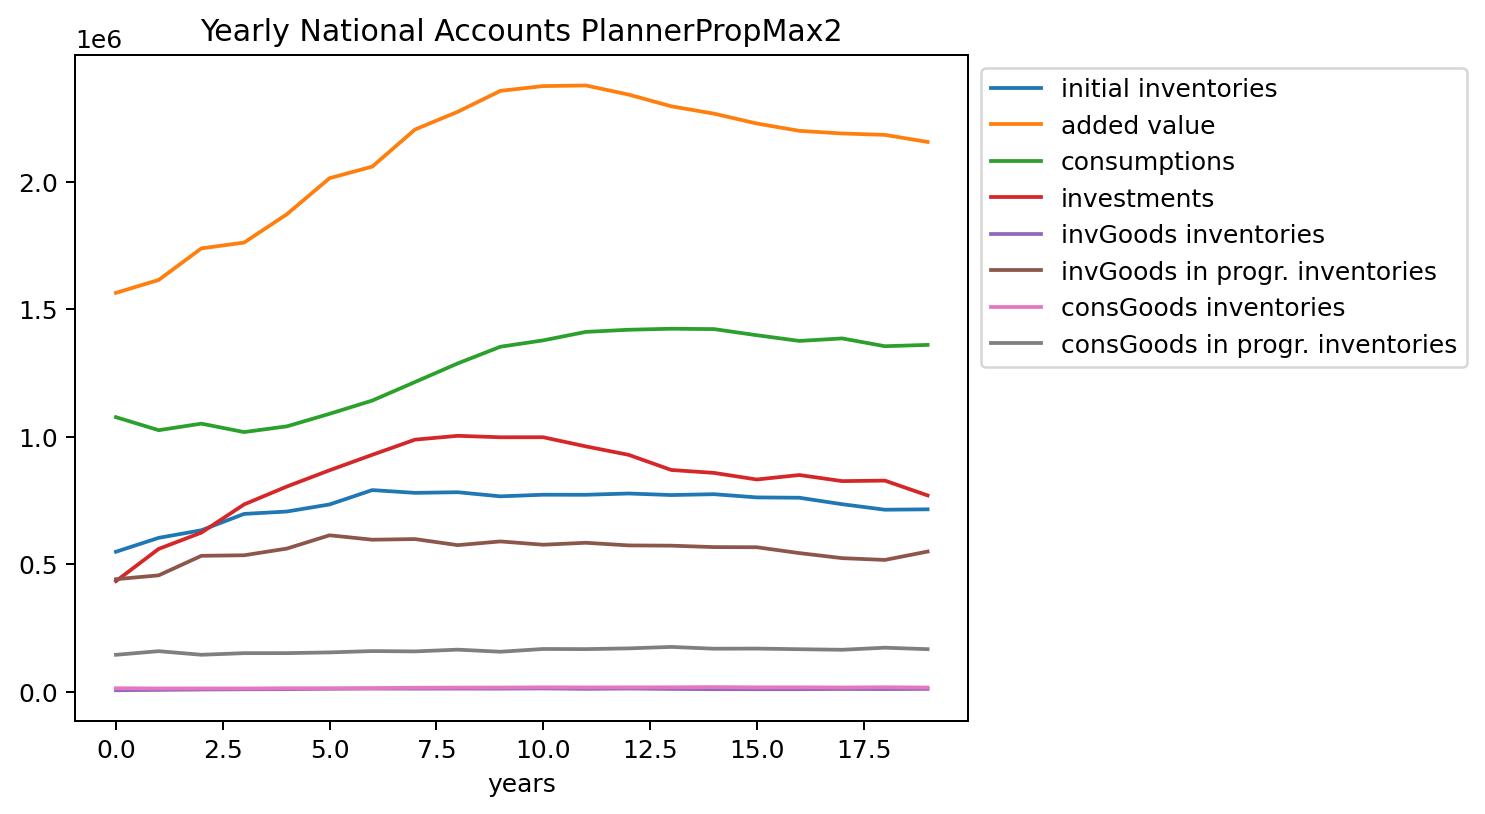 Yearly National Accounts PlannerPropMax2
1e6
2.0
1.5
1.0
0.5
0.0
0.0 2.5 5.0 7.5 10.0 12.5 15.0 17.5
years
initial inventories
added value
consumptions
investments
invGoods inventories
invGoods in progr. inventories
consGoods inventories
consGoods in progr. inventories